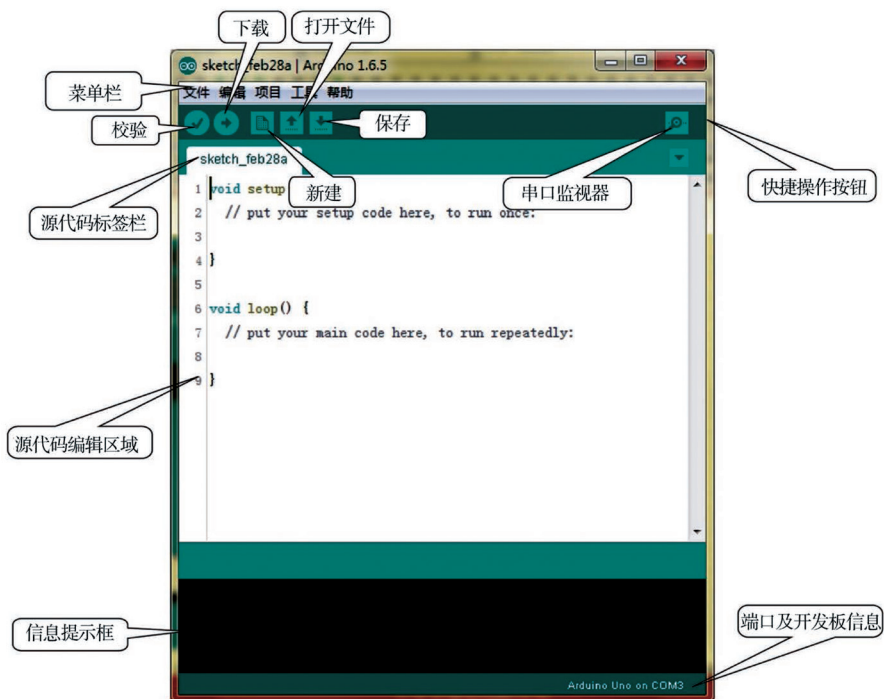 下载
打开文件
sketch_feb28a | Arduino 1.6.5
菜单栏
文件 编辑 项目 工具 帮助
校验
保存
sketch_feb28a
新建
串口监视器
快捷操作按钮
源代码标签栏
1 void setup
2 // put your setup code here, to run once:
3
4 }
5
6 void loop() {
7 // put your main code here, to run repeatedly:
8
9 }
源代码编辑区域
信息提示框
端口及开发板信息
Arduino Uno on COM3